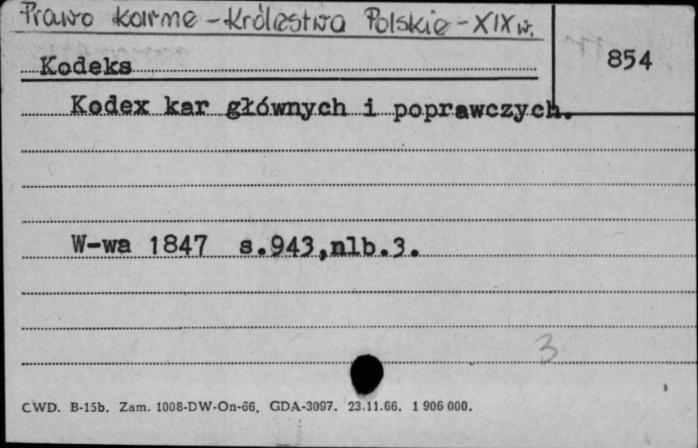 Prawo karne - Królestwo Polskie - XIX w.
854
Kodeks
Kodex kar głównych i poprawczych.
W-wa 1847 s.943,nlb.3.
3
CWD. B-15b. Zam. 1008-DW-On-66. GDA-3097. 23.11.66. 1 906 000.